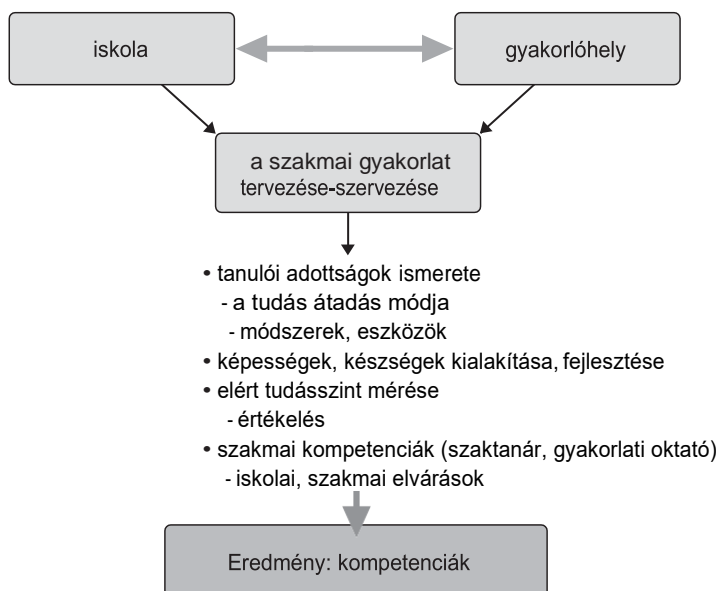 iskola
gyakorlóhely
a szakmai gyakorlat
tervezése-szervezése
• tanulói adottságok ismerete
- a tudás átadás módja
- módszerek, eszközök
• képességek, készségek kialakítása, fejlesztése
• elért tudásszint mérése
- értékelés
• szakmai kompetenciák (szaktanár, gyakorlati oktató)
- iskolai, szakmai elvárások
Eredmény: kompetenciák